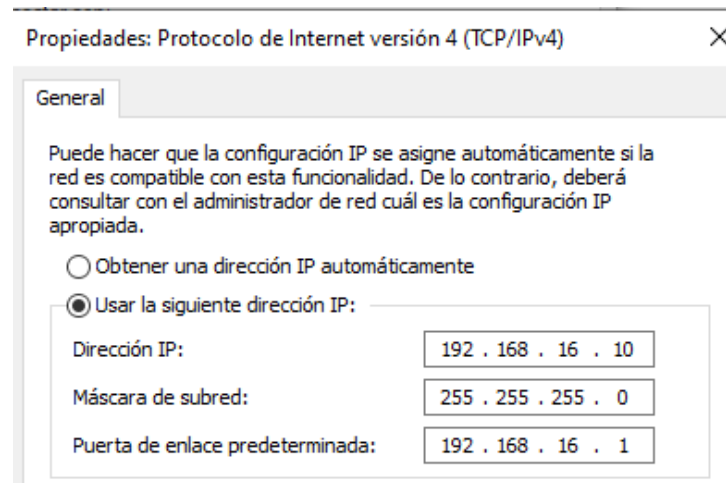 Propiedades: Protocolo de Internet versión 4 (TCP/IPv4)
General
Puede hacer que la configuración IP se asigne automáticamente si la
red es compatible con esta funcionalidad. De lo contrario, deberá
consultar con el administrador de red cuál es la configuración IP
apropiada.
Obtener una dirección IP automáticamente
Usar la siguiente dirección IP:
Dirección IP: 192 . 168 . 16 . 10
Máscara de subred: 255 . 255 . 255 . 0
Puerta de enlace predeterminada: 192 . 168 . 16 . 1